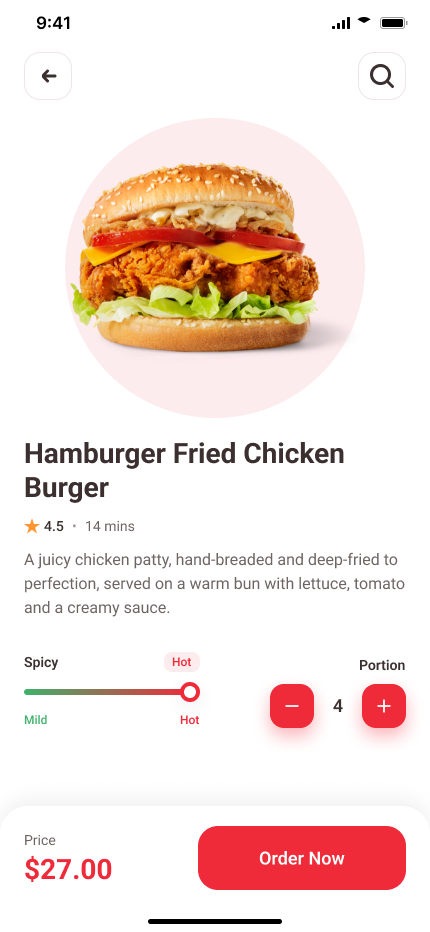 9:41
Hamburger Fried Chicken
Burger
4.5 • 14 mins
A juicy chicken patty, hand-breaded and deep-fried to
perfection, served on a warm bun with lettuce, tomato
and a creamy sauce.
Spicy
Hot
Mild
Hot
Portion
− 4 +
Price
$27.00
Order Now